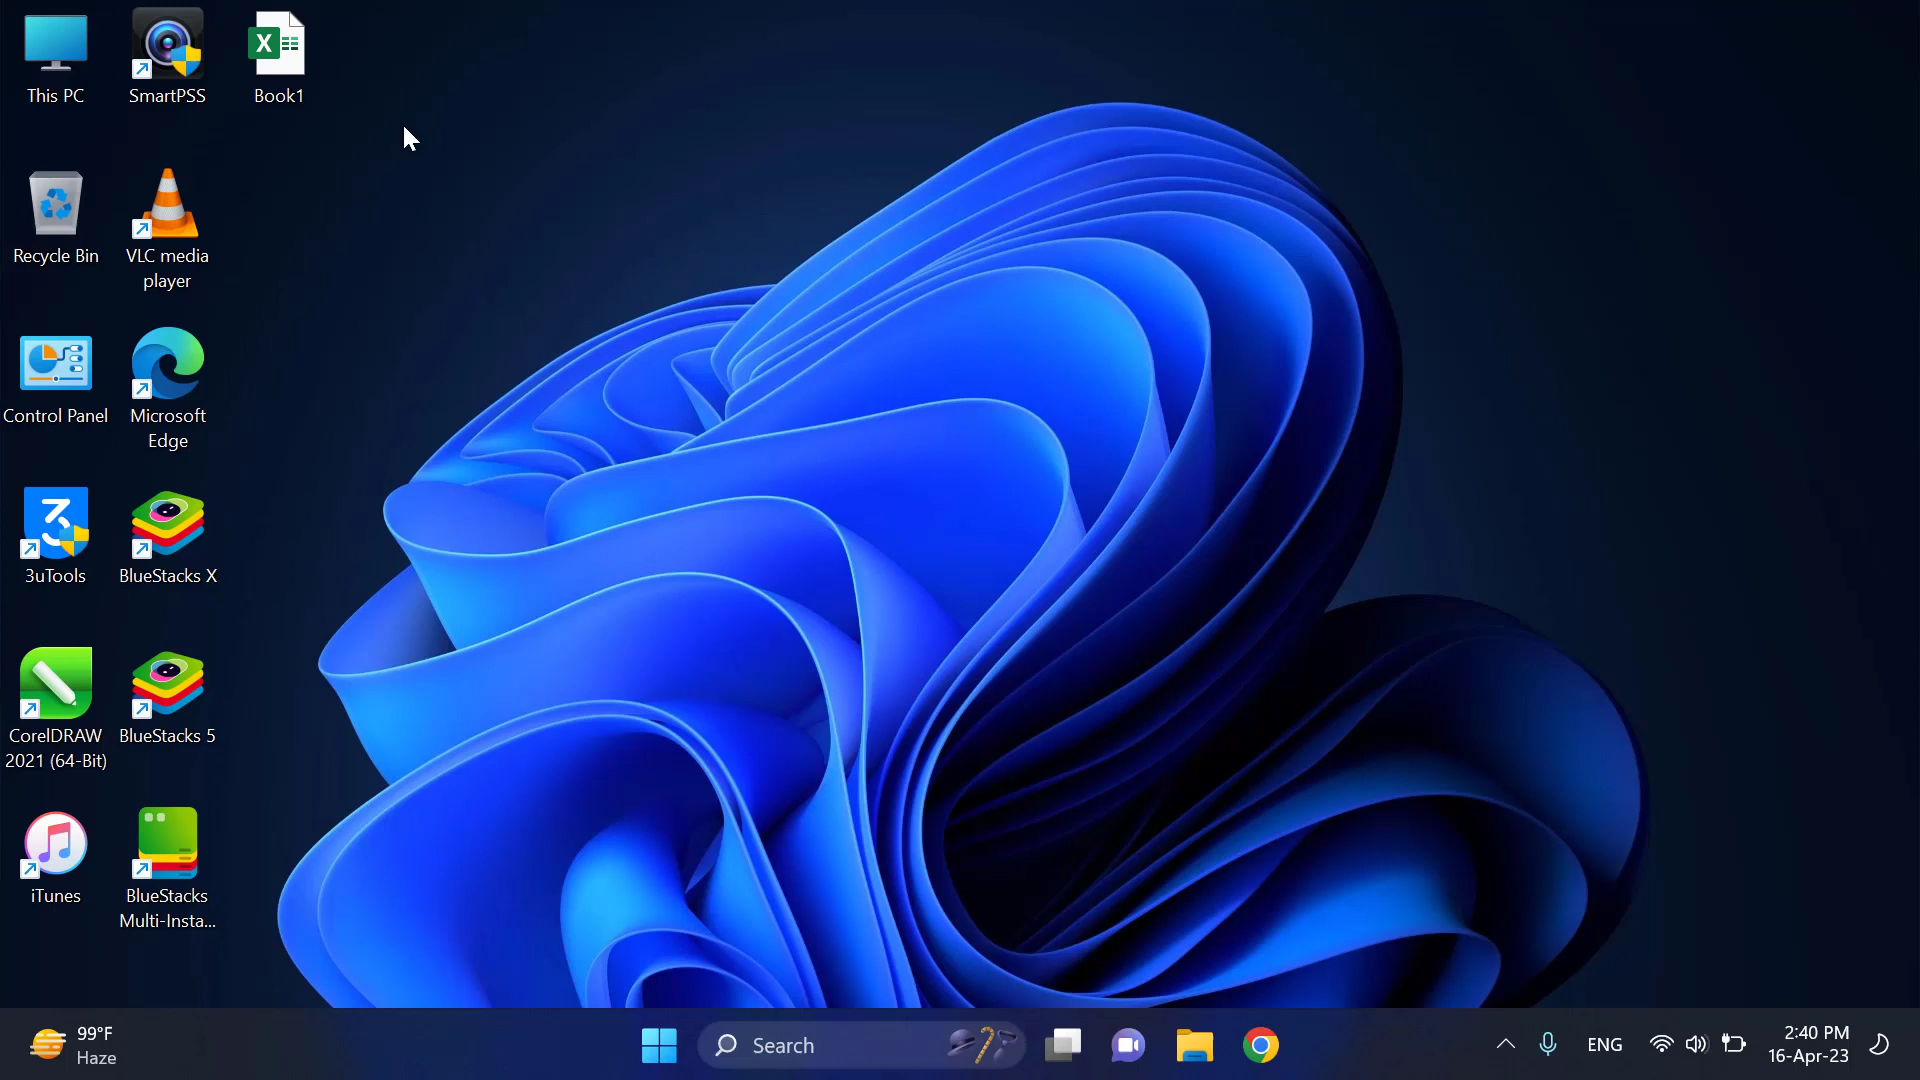 This PC
SmartPSS
Book1
Recycle Bin
VLC media
player
Control Panel
Microsoft
Edge
3uTools
BlueStacks X
CorelDRAW
2021 (64-Bit)
BlueStacks 5
iTunes
BlueStacks
Multi-Insta...
99°F
Haze
Search
ENG
2:40 PM
16-Apr-23